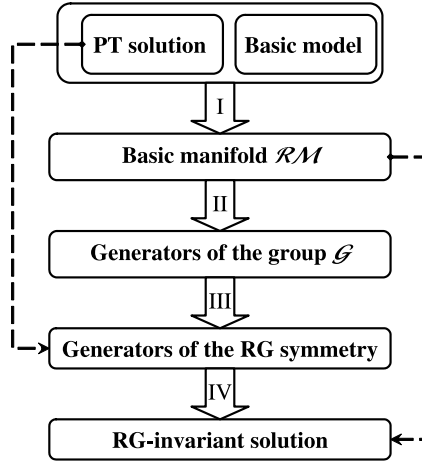 PT solution
Basic model
I
Basic manifold ℛℳ
II
Generators of the group 𝒢
III
Generators of the RG symmetry
IV
RG-invariant solution